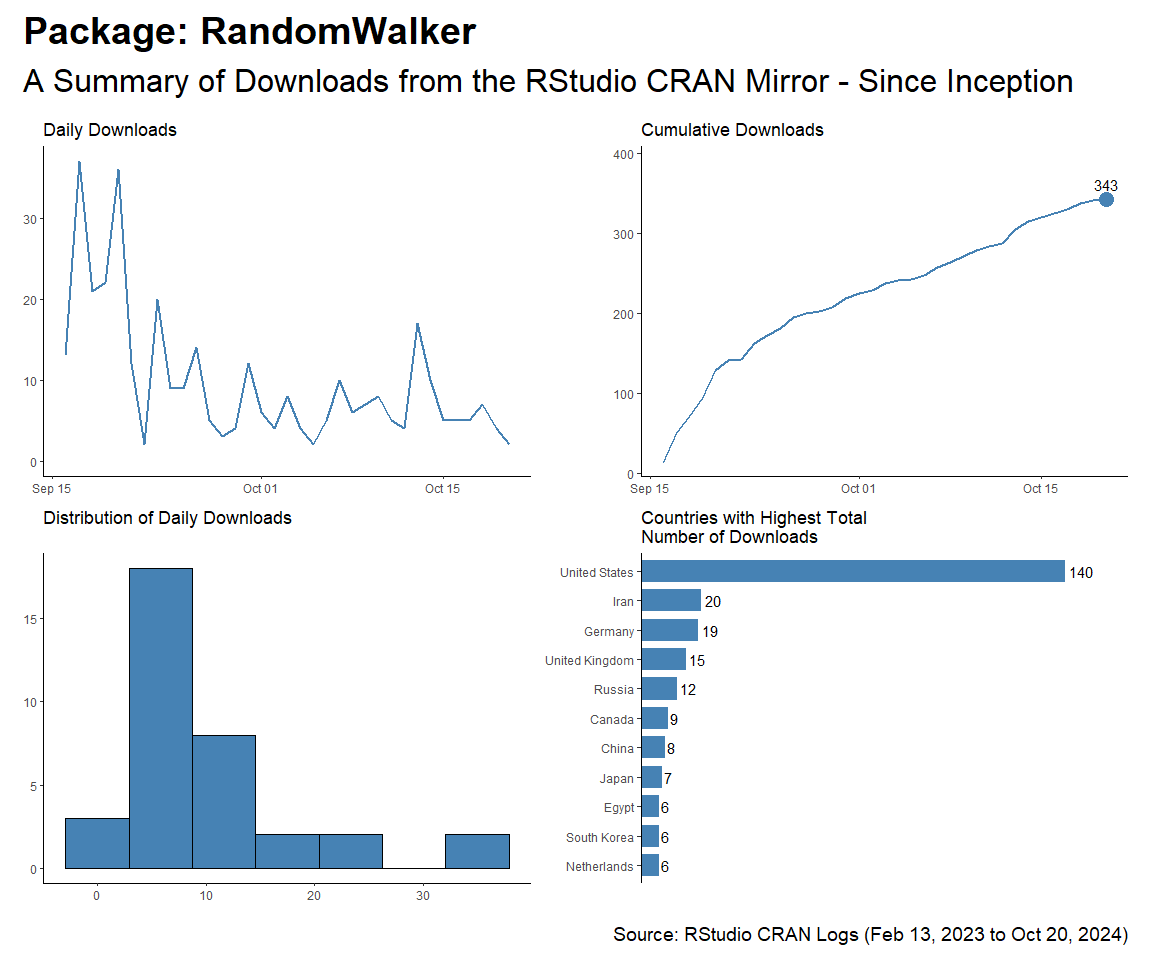 Package: RandomWalker
A Summary of Downloads from the RStudio CRAN Mirror - Since Inception
Daily Downloads
30
20
10
0
Sep 15
Oct 01
Oct 15
Cumulative Downloads
400
300
200
100
0
343
Sep 15
Oct 01
Oct 15
Distribution of Daily Downloads
15
10
5
0
0
10
20
30
Countries with Highest Total
Number of Downloads
United States 140
Iran 20
Germany 19
United Kingdom 15
Russia 12
Canada 9
China 8
Japan 7
Egypt 6
South Korea 6
Netherlands 6
Source: RStudio CRAN Logs (Feb 13, 2023 to Oct 20, 2024)